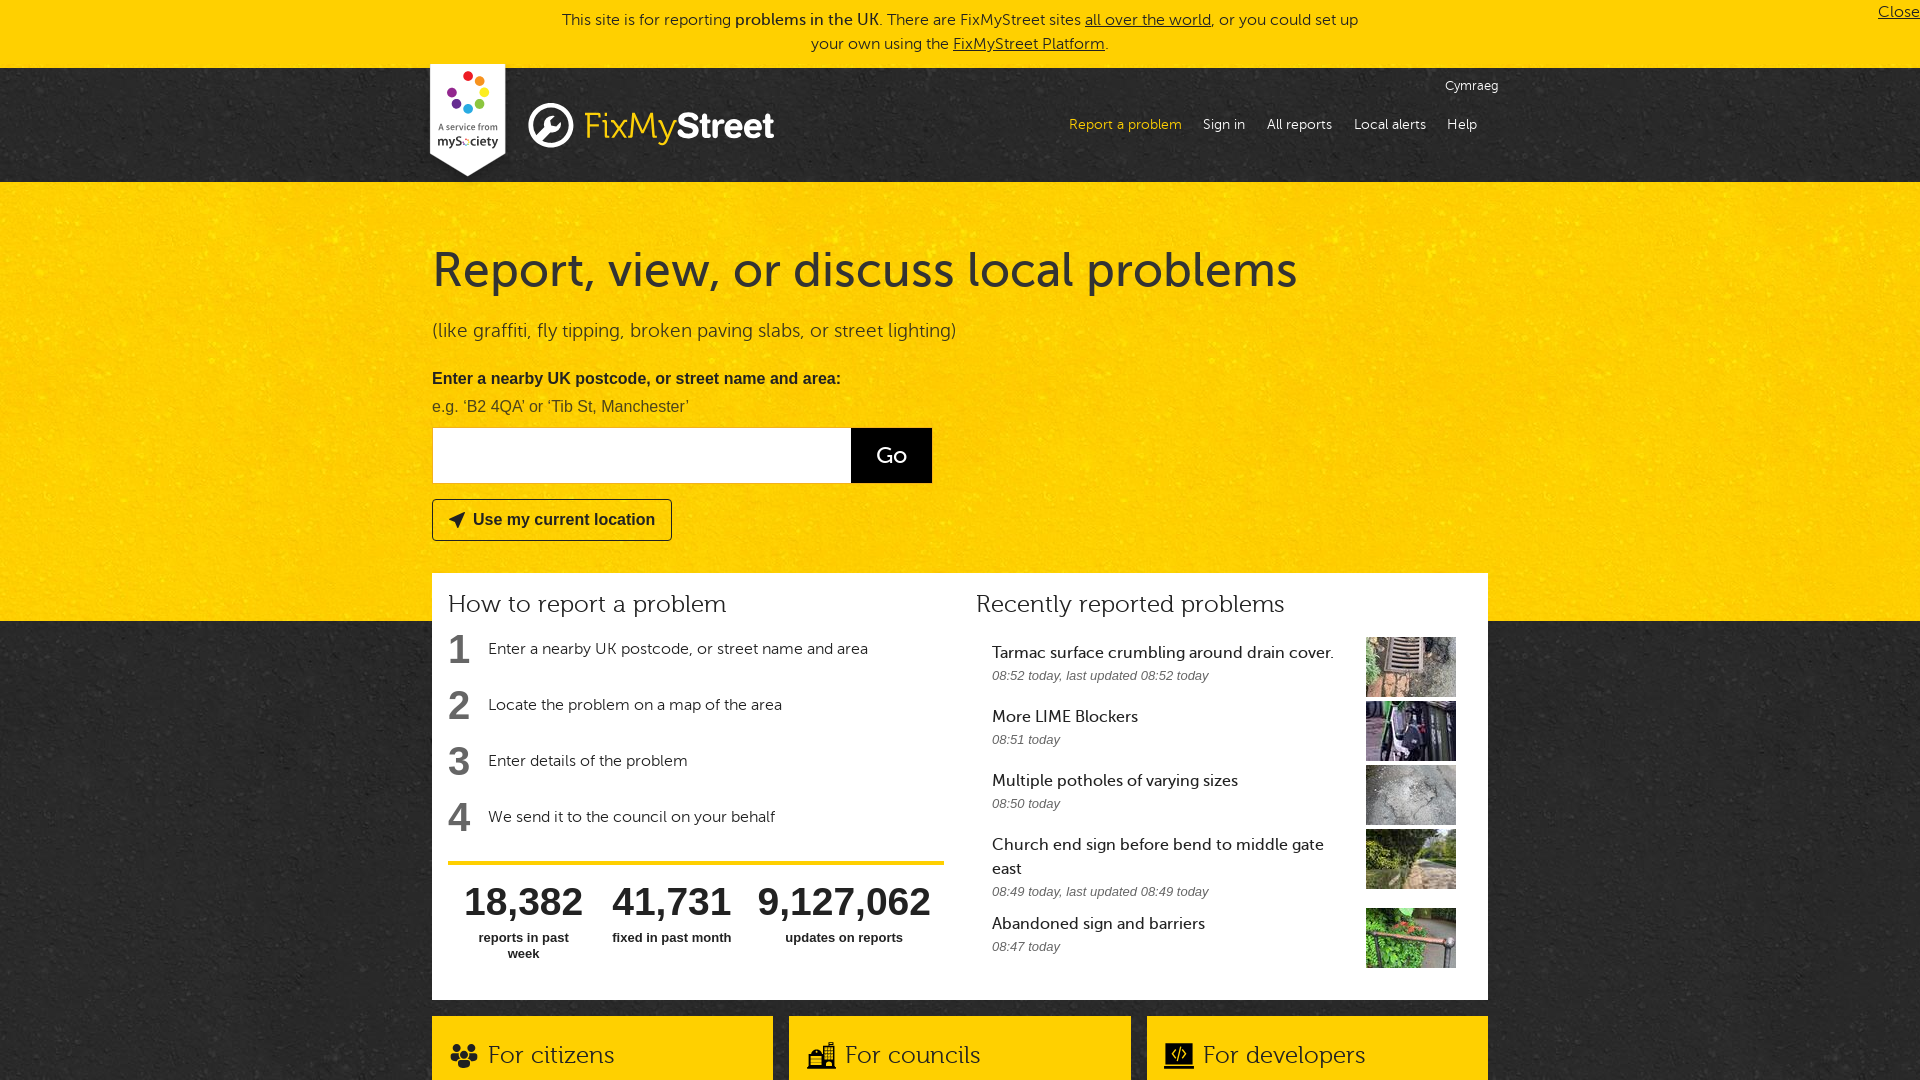 This site is for reporting problems in the UK. There are FixMyStreet sites all over the world, or you could set up
your own using the FixMyStreet Platform.
Close
A service from
mySociety
FixMyStreet
Cymraeg
Report a problem
Sign in
All reports
Local alerts
Help
Report, view, or discuss local problems
(like graffiti, fly tipping, broken paving slabs, or street lighting)
Enter a nearby UK postcode, or street name and area:
e.g. ‘B2 4QA’ or ‘Tib St, Manchester’
Go
Use my current location
How to report a problem
1 Enter a nearby UK postcode, or street name and area
2 Locate the problem on a map of the area
3 Enter details of the problem
4 We send it to the council on your behalf
18,382
reports in past
week
41,731
fixed in past month
9,127,062
updates on reports
Recently reported problems
Tarmac surface crumbling around drain cover.
08:52 today, last updated 08:52 today
More LIME Blockers
08:51 today
Multiple potholes of varying sizes
08:50 today
Church end sign before bend to middle gate
east
08:49 today, last updated 08:49 today
Abandoned sign and barriers
08:47 today
For citizens
For councils
For developers